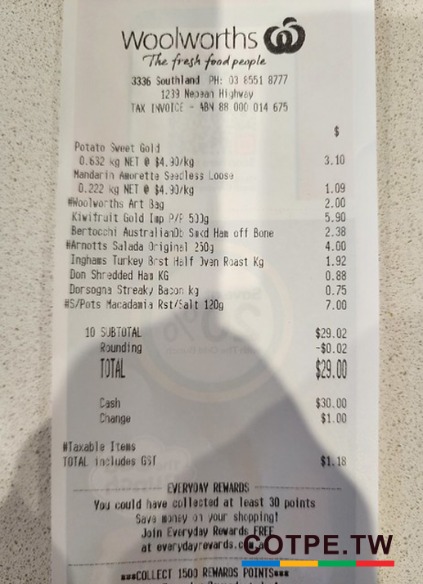 Woolworths
The fresh food people
3336 Southland PH: 03 8551 8777
1239 Nepean Highway
TAX INVOICE - ABN 88 000 014 675
$
Potato Sweet Gold
0.632 kg NET @ $4.90/kg 3.10
Mandarin Amorette Seedless Loose
0.222 kg NET @ $4.90/kg 1.09
#Woolworths Art Bag 2.00
Kiwifruit Gold Imp P/P 500g 5.90
Bertocchi AustralianDb Smkd Ham off Bone 2.38
#Arnotts Salada Original 250g 4.00
Inghams Turkey Brst Half Oven Roast Kg 1.92
Don Shredded Ham KG 0.88
Dorsogna Streaky Bacon kg 0.75
#S/Pots Macadamia Rst/Salt 120g 7.00
10 SUBTOTAL $29.02
Rounding -$0.02
TOTAL $29.00
Cash $30.00
Change $1.00
#Taxable Items
TOTAL includes GST $1.18
EVERYDAY REWARDS
You could have collected at least 30 points
Save money on your shopping!
Join Everyday Rewards FREE
at everydayrewards.c
COTPE.TW
***COLLECT 1500 REWARDS POINTS***